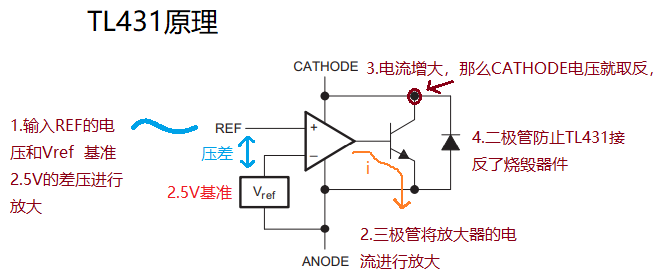 TL431原理
CATHODE
3.电流增大，那么CATHODE电压就取反，
1.输入REF的电
压和Vref 基准
2.5V的差压进行
放大
REF
+
压差
−
4.二极管防止TL431接
反了烧毁器件
2.5V基准
Vref
i
2.三极管将放大器的电
流进行放大
ANODE